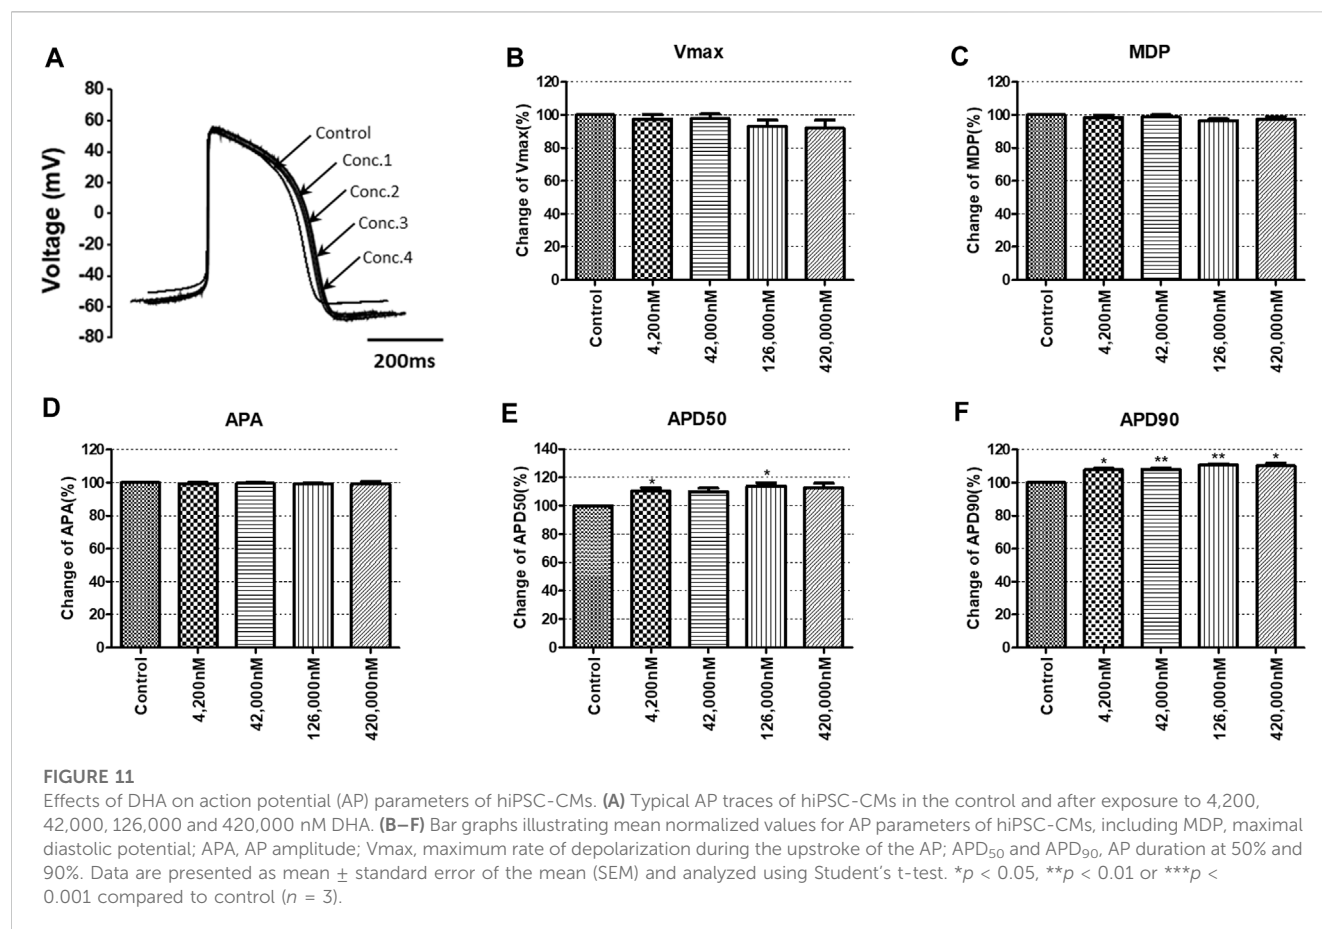 A
Voltage (mV)
80
60
40
20
0
-20
-40
-60
-80
Control
Conc.1
Conc.2
Conc.3
Conc.4
200ms
B
Vmax
Change of Vmax(%)
120
100
80
60
40
20
0
Control
4,200nM
42,000nM
126,000nM
420,000nM
C
MDP
Change of MDP(%)
120
100
80
60
40
20
0
Control
4,200nM
42,000nM
126,000nM
420,000nM
D
APA
Change of APA(%)
120
100
80
60
40
20
0
Control
4,200nM
42,000nM
126,000nM
420,000nM
E
APD50
Change of APD50(%)
140
120
100
80
60
40
20
0
*
*
Control
4,200nM
42,000nM
126,000nM
420,000nM
F
APD90
Change of APD90(%)
120
100
80
60
40
20
0
*
**
**
*
Control
4,200nM
42,000nM
126,000nM
420,000nM
FIGURE 11
Effects of DHA on action potential (AP) parameters of hiPSC-CMs. (A) Typical AP traces of hiPSC-CMs in the control and after exposure to 4,200,
42,000, 126,000 and 420,000 nM DHA. (B–F) Bar graphs illustrating mean normalized values for AP parameters of hiPSC-CMs, including MDP, maximal
diastolic potential; APA, AP amplitude; Vmax, maximum rate of depolarization during the upstroke of the AP; APD50 and APD90, AP duration at 50% and
90%. Data are presented as mean ± standard error of the mean (SEM) and analyzed using Student's t-test. *p < 0.05, **p < 0.01 or ***p <
0.001 compared to control (n = 3).